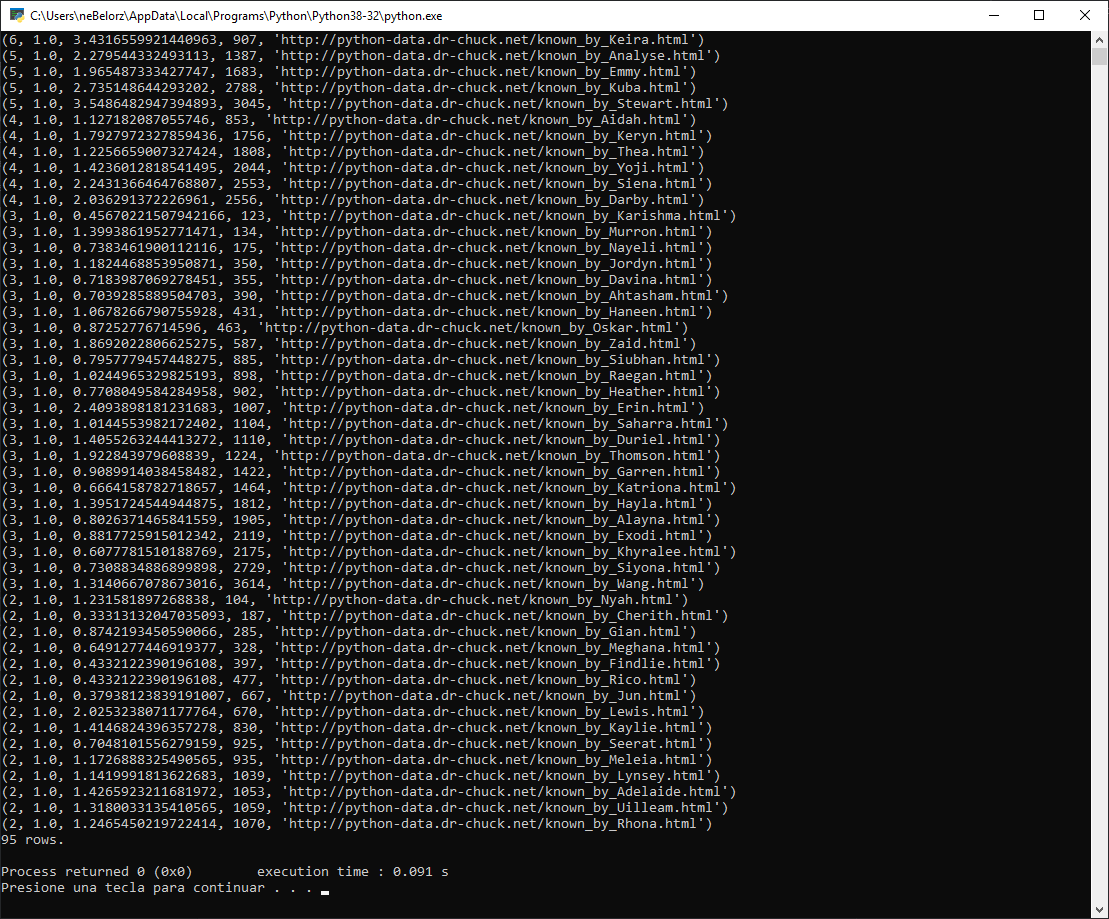 C:\Users\neBelorz\AppData\Local\Programs\Python\Python38-32\python.exe
(6, 1.0, 3.4316559921440963, 907, 'http://python-data.dr-chuck.net/known_by_Keira.html')
(5, 1.0, 2.279544332493113, 1387, 'http://python-data.dr-chuck.net/known_by_Analyse.html')
(5, 1.0, 1.965487333427747, 1683, 'http://python-data.dr-chuck.net/known_by_Emmy.html')
(5, 1.0, 2.735148644293202, 2788, 'http://python-data.dr-chuck.net/known_by_Kuba.html')
(5, 1.0, 3.5486482947394893, 3045, 'http://python-data.dr-chuck.net/known_by_Stewart.html')
(4, 1.0, 1.127182087055746, 853, 'http://python-data.dr-chuck.net/known_by_Aidah.html')
(4, 1.0, 1.7927972327859436, 1756, 'http://python-data.dr-chuck.net/known_by_Keryn.html')
(4, 1.0, 1.2256659007327424, 1808, 'http://python-data.dr-chuck.net/known_by_Thea.html')
(4, 1.0, 1.4236012818541495, 2044, 'http://python-data.dr-chuck.net/known_by_Yoji.html')
(4, 1.0, 2.2431366464768807, 2553, 'http://python-data.dr-chuck.net/known_by_Siena.html')
(4, 1.0, 2.036291372226961, 2556, 'http://python-data.dr-chuck.net/known_by_Darby.html')
(3, 1.0, 0.45670221507942166, 123, 'http://python-data.dr-chuck.net/known_by_Karishma.html')
(3, 1.0, 1.3993861952771471, 134, 'http://python-data.dr-chuck.net/known_by_Murron.html')
(3, 1.0, 0.7383461900112116, 175, 'http://python-data.dr-chuck.net/known_by_Nayeli.html')
(3, 1.0, 1.1824468853950871, 350, 'http://python-data.dr-chuck.net/known_by_Jordyn.html')
(3, 1.0, 0.7183987069278451, 355, 'http://python-data.dr-chuck.net/known_by_Davina.html')
(3, 1.0, 0.7039285889504703, 390, 'http://python-data.dr-chuck.net/known_by_Ahtasham.html')
(3, 1.0, 1.0678266790755928, 431, 'http://python-data.dr-chuck.net/known_by_Haneen.html')
(3, 1.0, 0.87252776714596, 463, 'http://python-data.dr-chuck.net/known_by_Oskar.html')
(3, 1.0, 1.8692022806625275, 587, 'http://python-data.dr-chuck.net/known_by_Zaid.html')
(3, 1.0, 0.7957779457448275, 885, 'http://python-data.dr-chuck.net/known_by_Siubhan.html')
(3, 1.0, 1.0244965329825193, 898, 'http://python-data.dr-chuck.net/known_by_Raegan.html')
(3, 1.0, 0.7708049584284958, 902, 'http://python-data.dr-chuck.net/known_by_Heather.html')
(3, 1.0, 2.4093898181231683, 1007, 'http://python-data.dr-chuck.net/known_by_Erin.html')
(3, 1.0, 1.0144553982172402, 1104, 'http://python-data.dr-chuck.net/known_by_Saharra.html')
(3, 1.0, 1.4055263244413272, 1110, 'http://python-data.dr-chuck.net/known_by_Duriel.html')
(3, 1.0, 1.922843979608839, 1224, 'http://python-data.dr-chuck.net/known_by_Thomson.html')
(3, 1.0, 0.9089914038458482, 1422, 'http://python-data.dr-chuck.net/known_by_Garren.html')
(3, 1.0, 0.6664158782718657, 1464, 'http://python-data.dr-chuck.net/known_by_Katriona.html')
(3, 1.0, 1.3951724544944875, 1812, 'http://python-data.dr-chuck.net/known_by_Hayla.html')
(3, 1.0, 0.8026371465841559, 1905, 'http://python-data.dr-chuck.net/known_by_Alayna.html')
(3, 1.0, 0.8817725915012342, 2119, 'http://python-data.dr-chuck.net/known_by_Exodi.html')
(3, 1.0, 0.6077781510188769, 2175, 'http://python-data.dr-chuck.net/known_by_Khyralee.html')
(3, 1.0, 0.7308834886899898, 2729, 'http://python-data.dr-chuck.net/known_by_Siyona.html')
(3, 1.0, 1.3140667078673016, 3614, 'http://python-data.dr-chuck.net/known_by_Wang.html')
(2, 1.0, 1.231581897268838, 104, 'http://python-data.dr-chuck.net/known_by_Nyah.html')
(2, 1.0, 0.33313132047035093, 187, 'http://python-data.dr-chuck.net/known_by_Cherith.html')
(2, 1.0, 0.8742193450590066, 285, 'http://python-data.dr-chuck.net/known_by_Gian.html')
(2, 1.0, 0.6491277446919377, 328, 'http://python-data.dr-chuck.net/known_by_Meghana.html')
(2, 1.0, 0.4332122390196108, 397, 'http://python-data.dr-chuck.net/known_by_Findlie.html')
(2, 1.0, 0.4332122390196108, 477, 'http://python-data.dr-chuck.net/known_by_Rico.html')
(2, 1.0, 0.37938123839191007, 667, 'http://python-data.dr-chuck.net/known_by_Jun.html')
(2, 1.0, 2.0253238071177764, 670, 'http://python-data.dr-chuck.net/known_by_Lewis.html')
(2, 1.0, 1.4146824396357278, 830, 'http://python-data.dr-chuck.net/known_by_Kaylie.html')
(2, 1.0, 0.7048101556279159, 925, 'http://python-data.dr-chuck.net/known_by_Seerat.html')
(2, 1.0, 1.1726888325490565, 935, 'http://python-data.dr-chuck.net/known_by_Meleia.html')
(2, 1.0, 1.1419991813622683, 1039, 'http://python-data.dr-chuck.net/known_by_Lynsey.html')
(2, 1.0, 1.4265923211681972, 1053, 'http://python-data.dr-chuck.net/known_by_Adelaide.html')
(2, 1.0, 1.3180033135410565, 1059, 'http://python-data.dr-chuck.net/known_by_Uilleam.html')
(2, 1.0, 1.2465450219722414, 1070, 'http://python-data.dr-chuck.net/known_by_Rhona.html')
95 rows.
Process returned 0 (0x0)        execution time : 0.091 s
Presione una tecla para continuar . . .